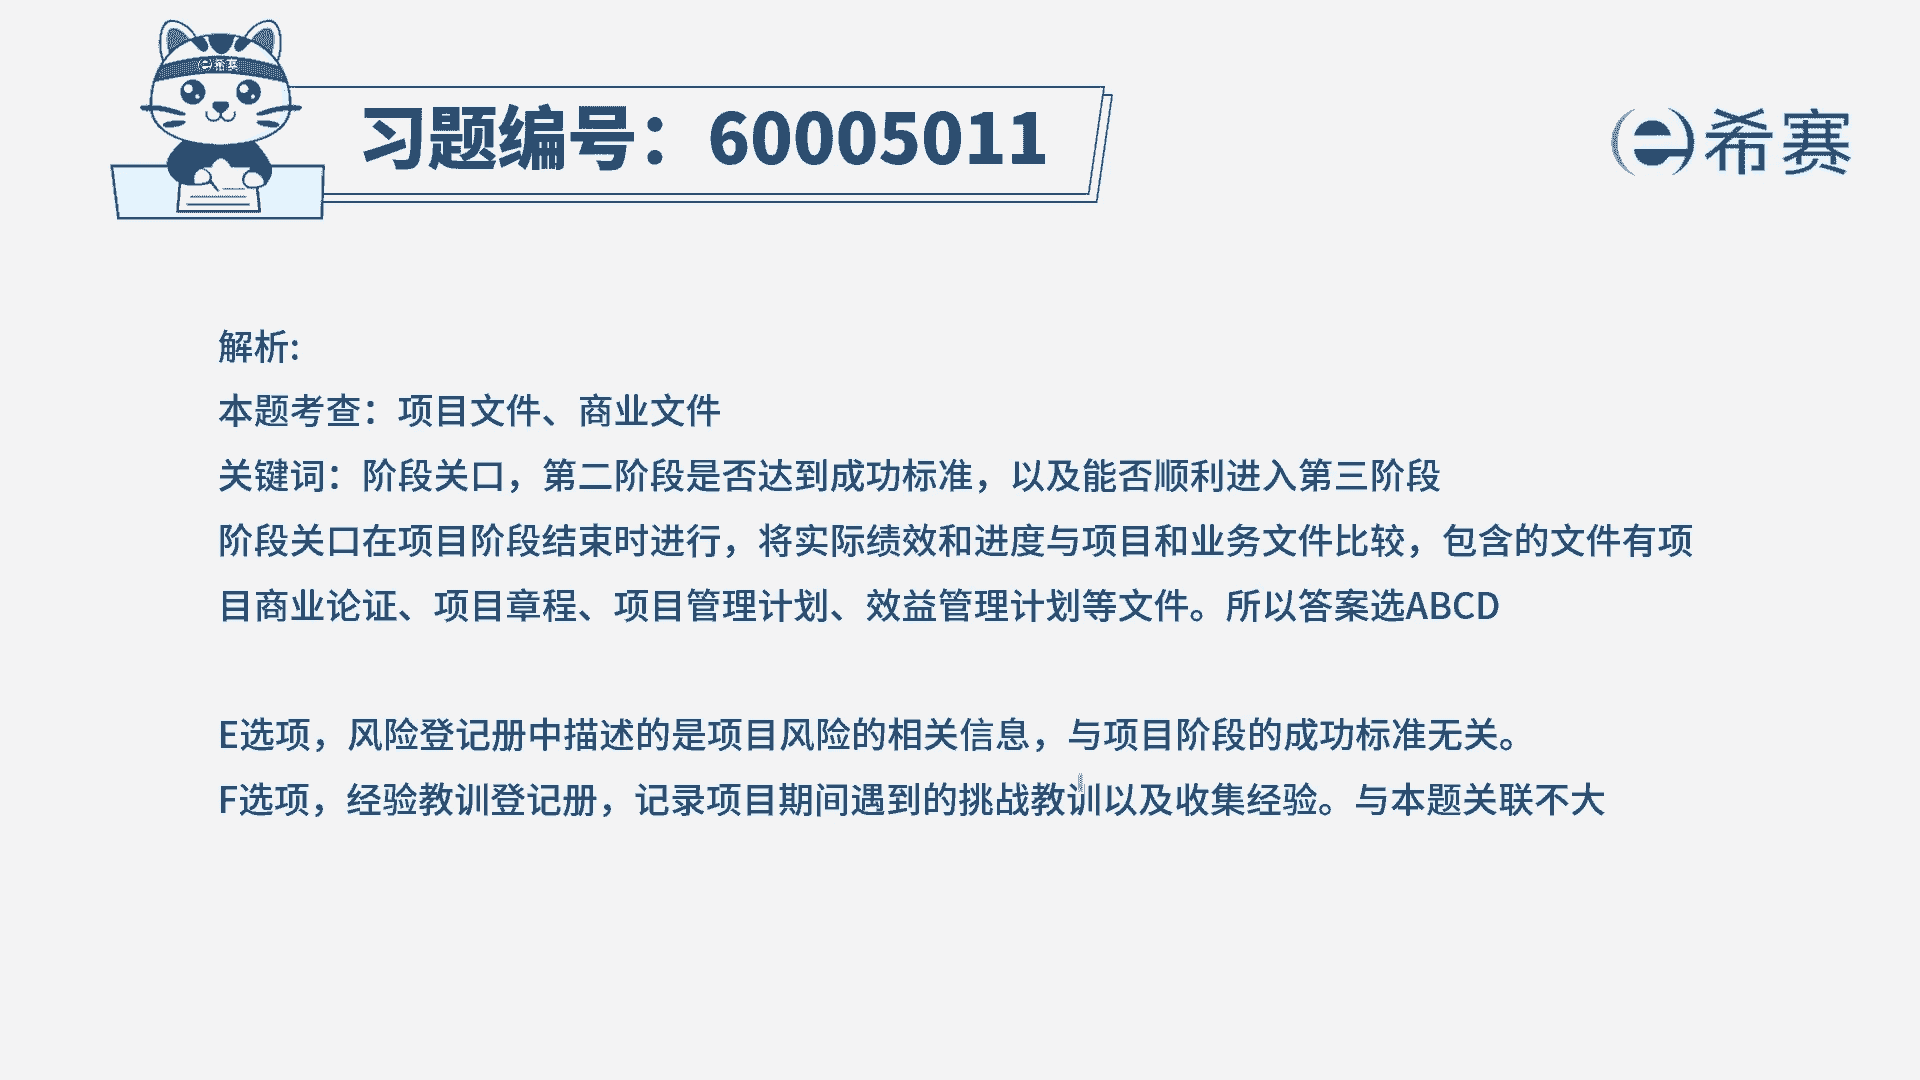 希赛
习题编号：60005011
希赛
解析:
本题考查：项目文件、商业文件
关键词：阶段关口，第二阶段是否达到成功标准，以及能否顺利进入第三阶段
阶段关口在项目阶段结束时进行，将实际绩效和进度与项目和业务文件比较，包含的文件有项
目商业论证、项目章程、项目管理计划、效益管理计划等文件。所以答案选ABCD
E选项，风险登记册中描述的是项目风险的相关信息，与项目阶段的成功标准无关。
F选项，经验教训登记册，记录项目期间遇到的挑战教训以及收集经验。与本题关联不大